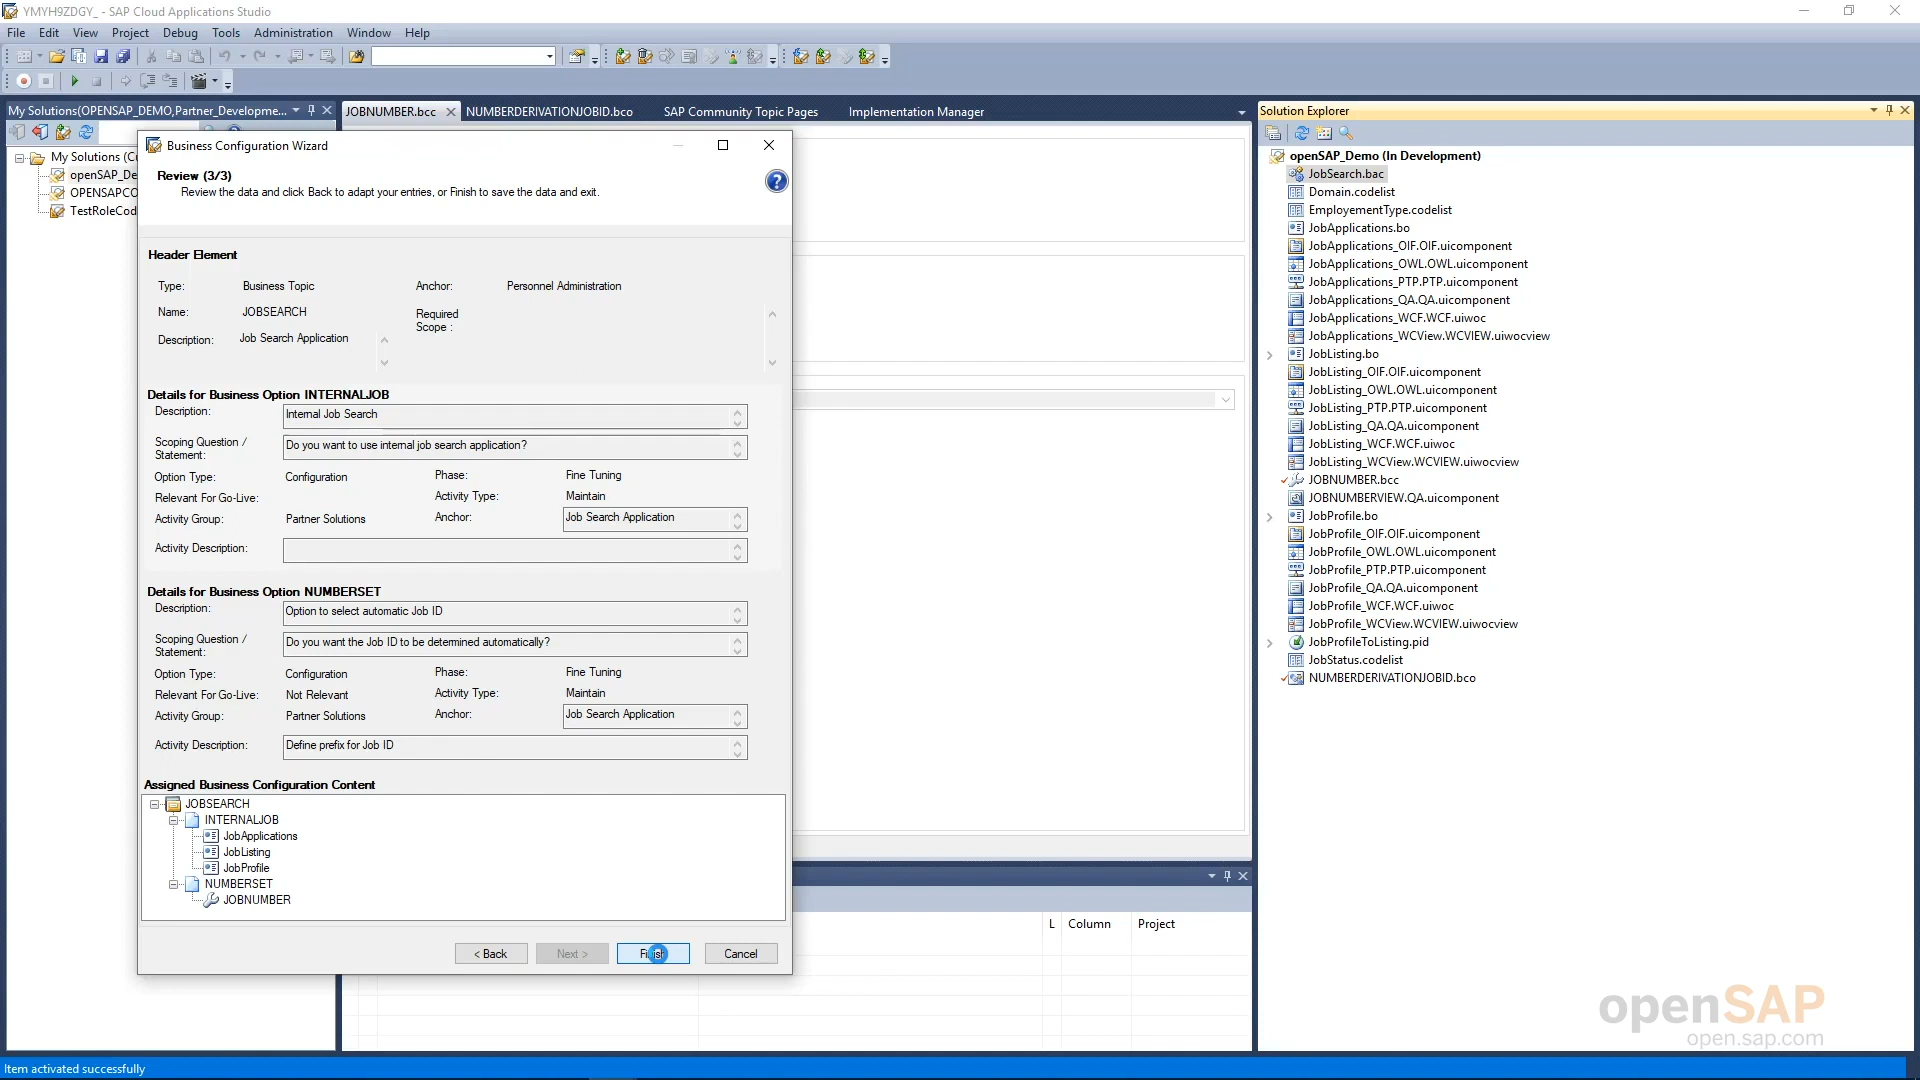 YMYH9ZDGY_ - SAP Cloud Applications Studio
File Edit View Project Debug Tools Administration Window Help
My Solutions(OPENSAP_DEMO,Partner_Developme...
JOBNUMBER.bcc NUMBERDERIVATIONJOBID.bco SAP Community Topic Pages Implementation Manager
My Solutions (Cu
openSAP_De
OPENSAPCO
TestRoleCod
Business Configuration Wizard
Review (3/3)
Review the data and click Back to adapt your entries, or Finish to save the data and exit.
Header Element
Type: Business Topic Anchor: Personnel Administration
Name: JOBSEARCH Required Scope :
Description: Job Search Application
Details for Business Option INTERNALJOB
Description: Internal Job Search
Scoping Question / Statement: Do you want to use internal job search application?
Option Type: Configuration Phase: Fine Tuning
Relevant For Go-Live: Activity Type: Maintain
Activity Group: Partner Solutions Anchor: Job Search Application
Activity Description:
Details for Business Option NUMBERSET
Description: Option to select automatic Job ID
Scoping Question / Statement: Do you want the Job ID to be determined automatically?
Option Type: Configuration Phase: Fine Tuning
Relevant For Go-Live: Not Relevant Activity Type: Maintain
Activity Group: Partner Solutions Anchor: Job Search Application
Activity Description: Define prefix for Job ID
Assigned Business Configuration Content
JOBSEARCH
INTERNALJOB
JobApplications
JobListing
JobProfile
NUMBERSET
JOBNUMBER
< Back Next > Finish Cancel
L Column Project
Solution Explorer
openSAP_Demo (In Development)
JobSearch.bac
Domain.codelist
EmployementType.codelist
JobApplications.bo
JobApplications_OIF.OIF.uicomponent
JobApplications_OWL.OWL.uicomponent
JobApplications_PTP.PTP.uicomponent
JobApplications_QA.QA.uicomponent
JobApplications_WCF.WCF.uiwoc
JobApplications_WCView.WCVIEW.uiwocview
JobListing.bo
JobListing_OIF.OIF.uicomponent
JobListing_OWL.OWL.uicomponent
JobListing_PTP.PTP.uicomponent
JobListing_QA.QA.uicomponent
JobListing_WCF.WCF.uiwoc
JobListing_WCView.WCVIEW.uiwocview
JOBNUMBER.bcc
JOBNUMBERVIEW.QA.uicomponent
JobProfile.bo
JobProfile_OIF.OIF.uicomponent
JobProfile_OWL.OWL.uicomponent
JobProfile_PTP.PTP.uicomponent
JobProfile_QA.QA.uicomponent
JobProfile_WCF.WCF.uiwoc
JobProfile_WCView.WCVIEW.uiwocview
JobProfileToListing.pid
JobStatus.codelist
NUMBERDERIVATIONJOBID.bco
openSAP
open.sap.com
Item activated successfully